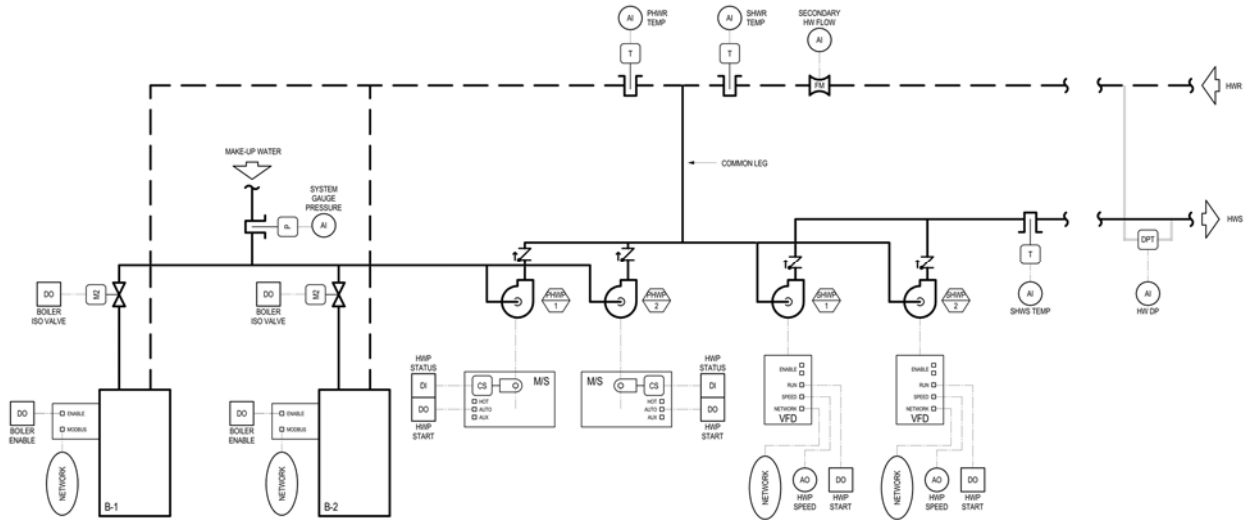 AI
PHWR
TEMP
T
AI
SHWR
TEMP
T
SECONDARY
HW FLOW
AI
FM
HWR
MAKE-UP WATER
COMMON LEG
SYSTEM
GAUGE
PRESSURE
P
AI
HWS
DPT
AI
HW DP
T
AI
SHWS TEMP
DO
M2
BOILER
ISO VALVE
DO
M2
BOILER
ISO VALVE
PHWP
1
PHWP
2
SHWP
1
SHWP
2
HWP
STATUS
DI
DO
HWP
START
CS
M/S
HOT
AUTO
AUX
M/S
CS
HOT
AUTO
AUX
HWP
STATUS
DI
DO
HWP
START
ENABLE
RUN
SPEED
NETWORK
VFD
ENABLE
RUN
SPEED
NETWORK
VFD
DO
BOILER
ENABLE
ENABLE
MODBUS
NETWORK
B-1
DO
BOILER
ENABLE
ENABLE
MODBUS
NETWORK
B-2
NETWORK
AO
HWP
SPEED
DO
HWP
START
NETWORK
AO
HWP
SPEED
DO
HWP
START